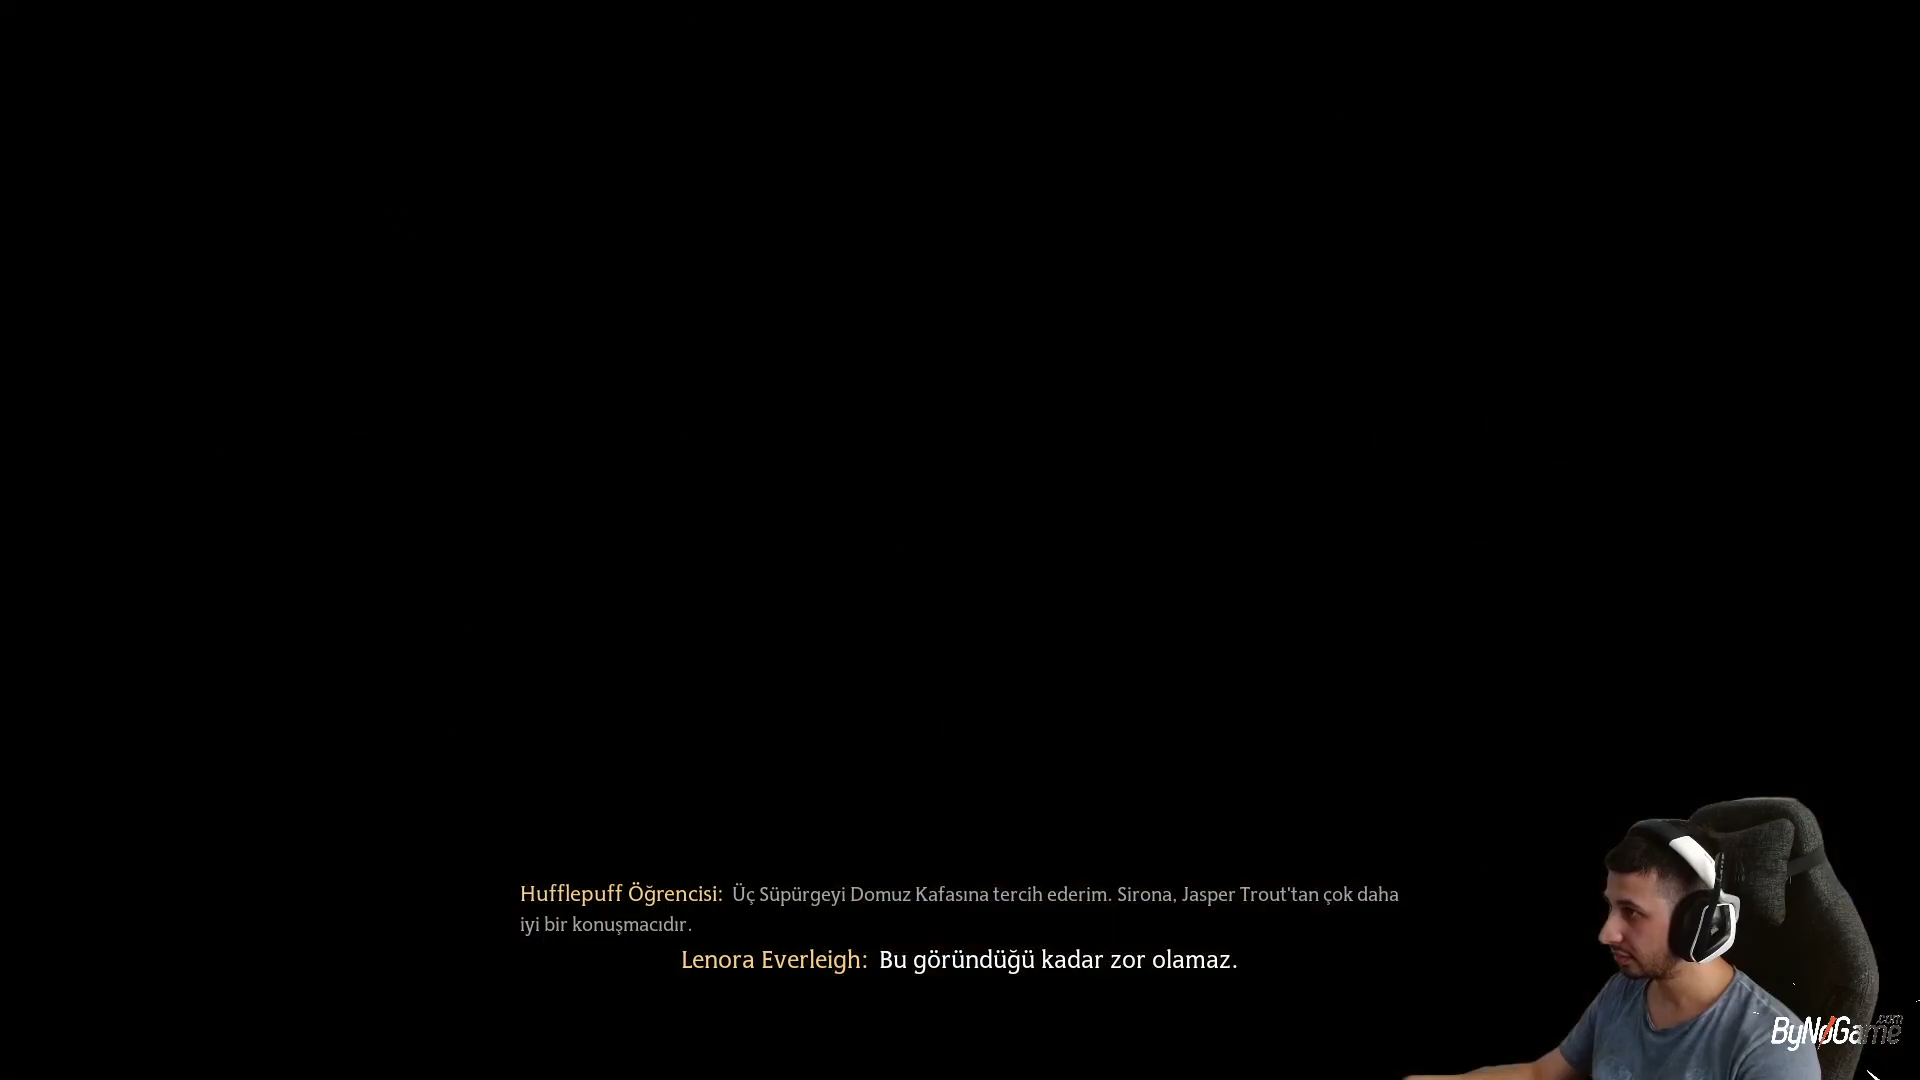 Hufflepuff Öğrencisi: Üç Süpürgeyi Domuz Kafasına tercih ederim. Sirona, Jasper Trout'tan çok daha
iyi bir konuşmacıdır.
Lenora Everleigh: Bu göründüğü kadar zor olamaz.
ByNoGame
.com